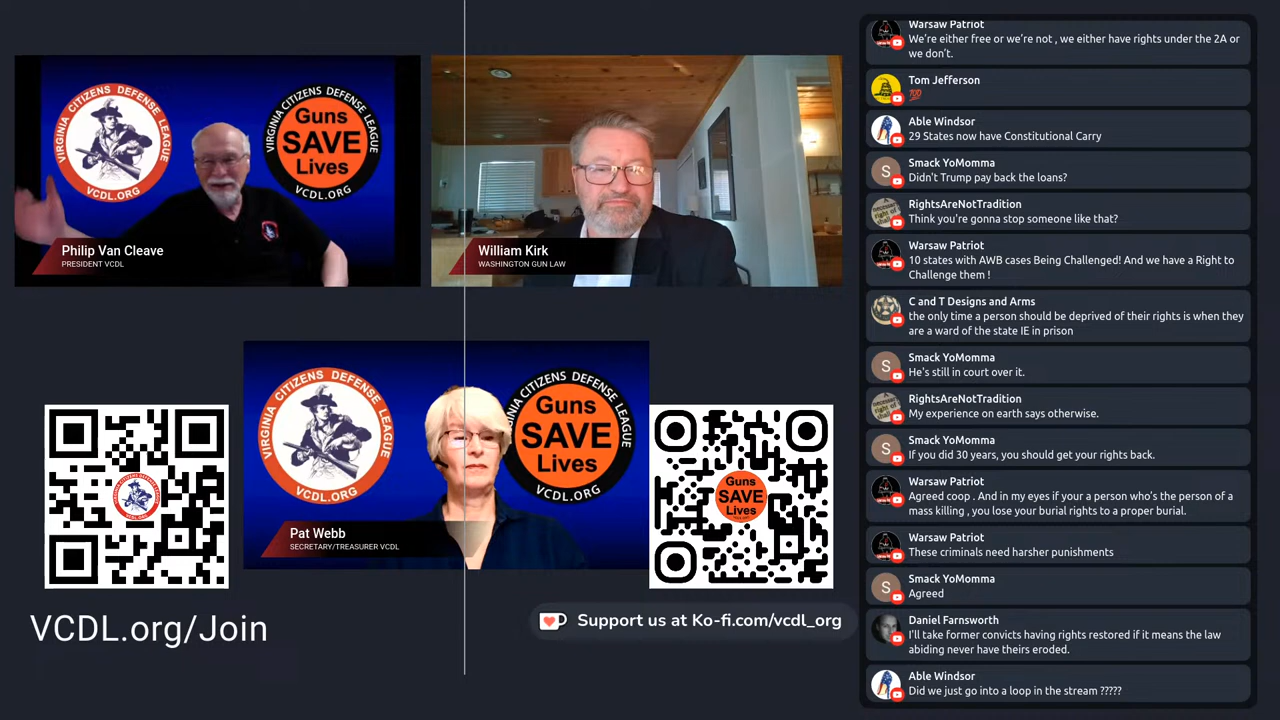 VIRGINIA CITIZENS DEFENSE LEAGUE
VCDL.ORG
VIRGINIA CITIZENS DEFENSE LEAGUE
Guns
SAVE
Lives
VCDL.ORG
Philip Van Cleave
PRESIDENT VCDL
William Kirk
WASHINGTON GUN LAW
VIRGINIA CITIZENS DEFENSE LEAGUE
VCDL.ORG
VIRGINIA CITIZENS DEFENSE LEAGUE
Guns
SAVE
Lives
VCDL.ORG
Pat Webb
SECRETARY/TREASURER VCDL
Guns
SAVE
Lives
VCDL.org/Join
Support us at Ko-fi.com/vcdl_org
Warsaw Patriot
We’re either free or we’re not , we either have rights under the 2A or
we don’t.
Tom Jefferson
💯
Able Windsor
29 States now have Constitutional Carry
S
Smack YoMomma
Didn't Trump pay back the loans?
RightsAreNotTradition
Think you're gonna stop someone like that?
Warsaw Patriot
10 states with AWB cases Being Challenged! And we have a Right to
Challenge them !
C and T Designs and Arms
the only time a person should be deprived of their rights is when they
are a ward of the state IE in prison
S
Smack YoMomma
He's still in court over it.
RightsAreNotTradition
My experience on earth says otherwise.
S
Smack YoMomma
If you did 30 years, you should get your rights back.
Warsaw Patriot
Agreed coop . And in my eyes if your a person who's the person of a
mass killing , you lose your burial rights to a proper burial.
Warsaw Patriot
These criminals need harsher punishments
S
Smack YoMomma
Agreed
Daniel Farnsworth
I'll take former convicts having rights restored if it means the law
abiding never have theirs eroded.
Able Windsor
Did we just go into a loop in the stream ?????